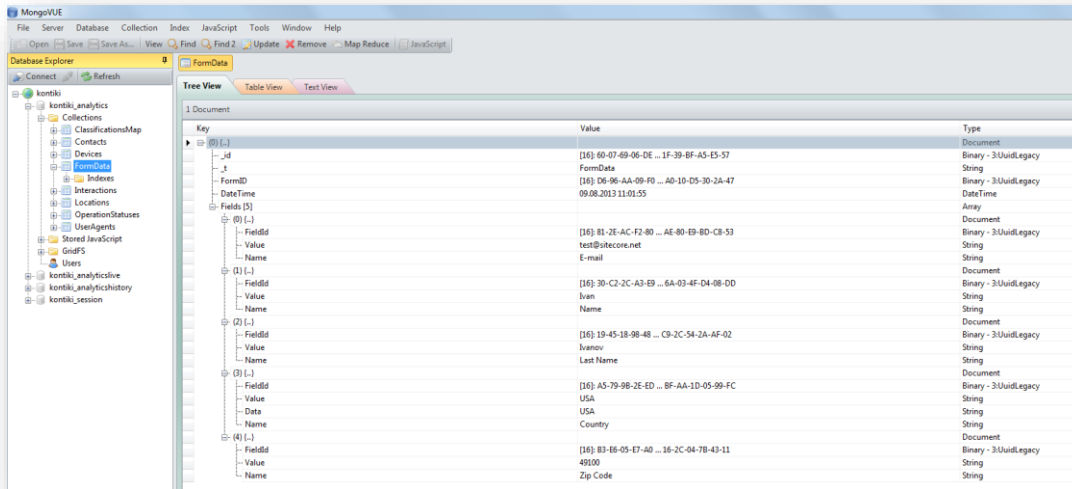 MongoVUE
File Server Database Collection Index JavaScript Tools Window Help
Open Save Save As... View Find Find 2 Update Remove Map Reduce JavaScript
Database Explorer
Connect Refresh
kontiki
kontiki_analytics
Collections
ClassificationsMap
Contacts
Devices
FormData
Indexes
Interactions
Locations
OperationStatuses
UserAgents
Stored JavaScript
GridFS
Users
kontiki_analyticslive
kontiki_analyticshistory
kontiki_session
FormData
Tree View Table View Text View
1 Document
Key Value Type
(0) {...} Document
_id [16]: 60-07-69-06-DE ... 1F-39-BF-A5-E5-57 Binary - 3:UuidLegacy
_t FormData String
FormID [16]: D6-96-AA-09-F0 ... A0-10-D5-30-2A-47 Binary - 3:UuidLegacy
DateTime 09.08.2013 11:01:55 DateTime
Fields [5] Array
(0) {...} Document
FieldId [16]: 81-2E-AC-F2-80 ... AE-80-E9-BD-C8-53 Binary - 3:UuidLegacy
Value test@sitecore.net String
Name E-mail String
(1) {...} Document
FieldId [16]: 30-C2-2C-A3-E9 ... 6A-03-4F-D4-08-DD Binary - 3:UuidLegacy
Value Ivan String
Name Name String
(2) {...} Document
FieldId [16]: 19-45-18-98-48 ... C9-2C-54-2A-AF-02 Binary - 3:UuidLegacy
Value Ivanov String
Name Last Name String
(3) {...} Document
FieldId [16]: A5-79-9B-2E-ED ... BF-AA-1D-05-99-FC Binary - 3:UuidLegacy
Value USA String
Data USA String
Name Country String
(4) {...} Document
FieldId [16]: B3-E6-05-E7-A0 ... 16-2C-04-7B-43-11 Binary - 3:UuidLegacy
Value 49100 String
Name Zip Code String